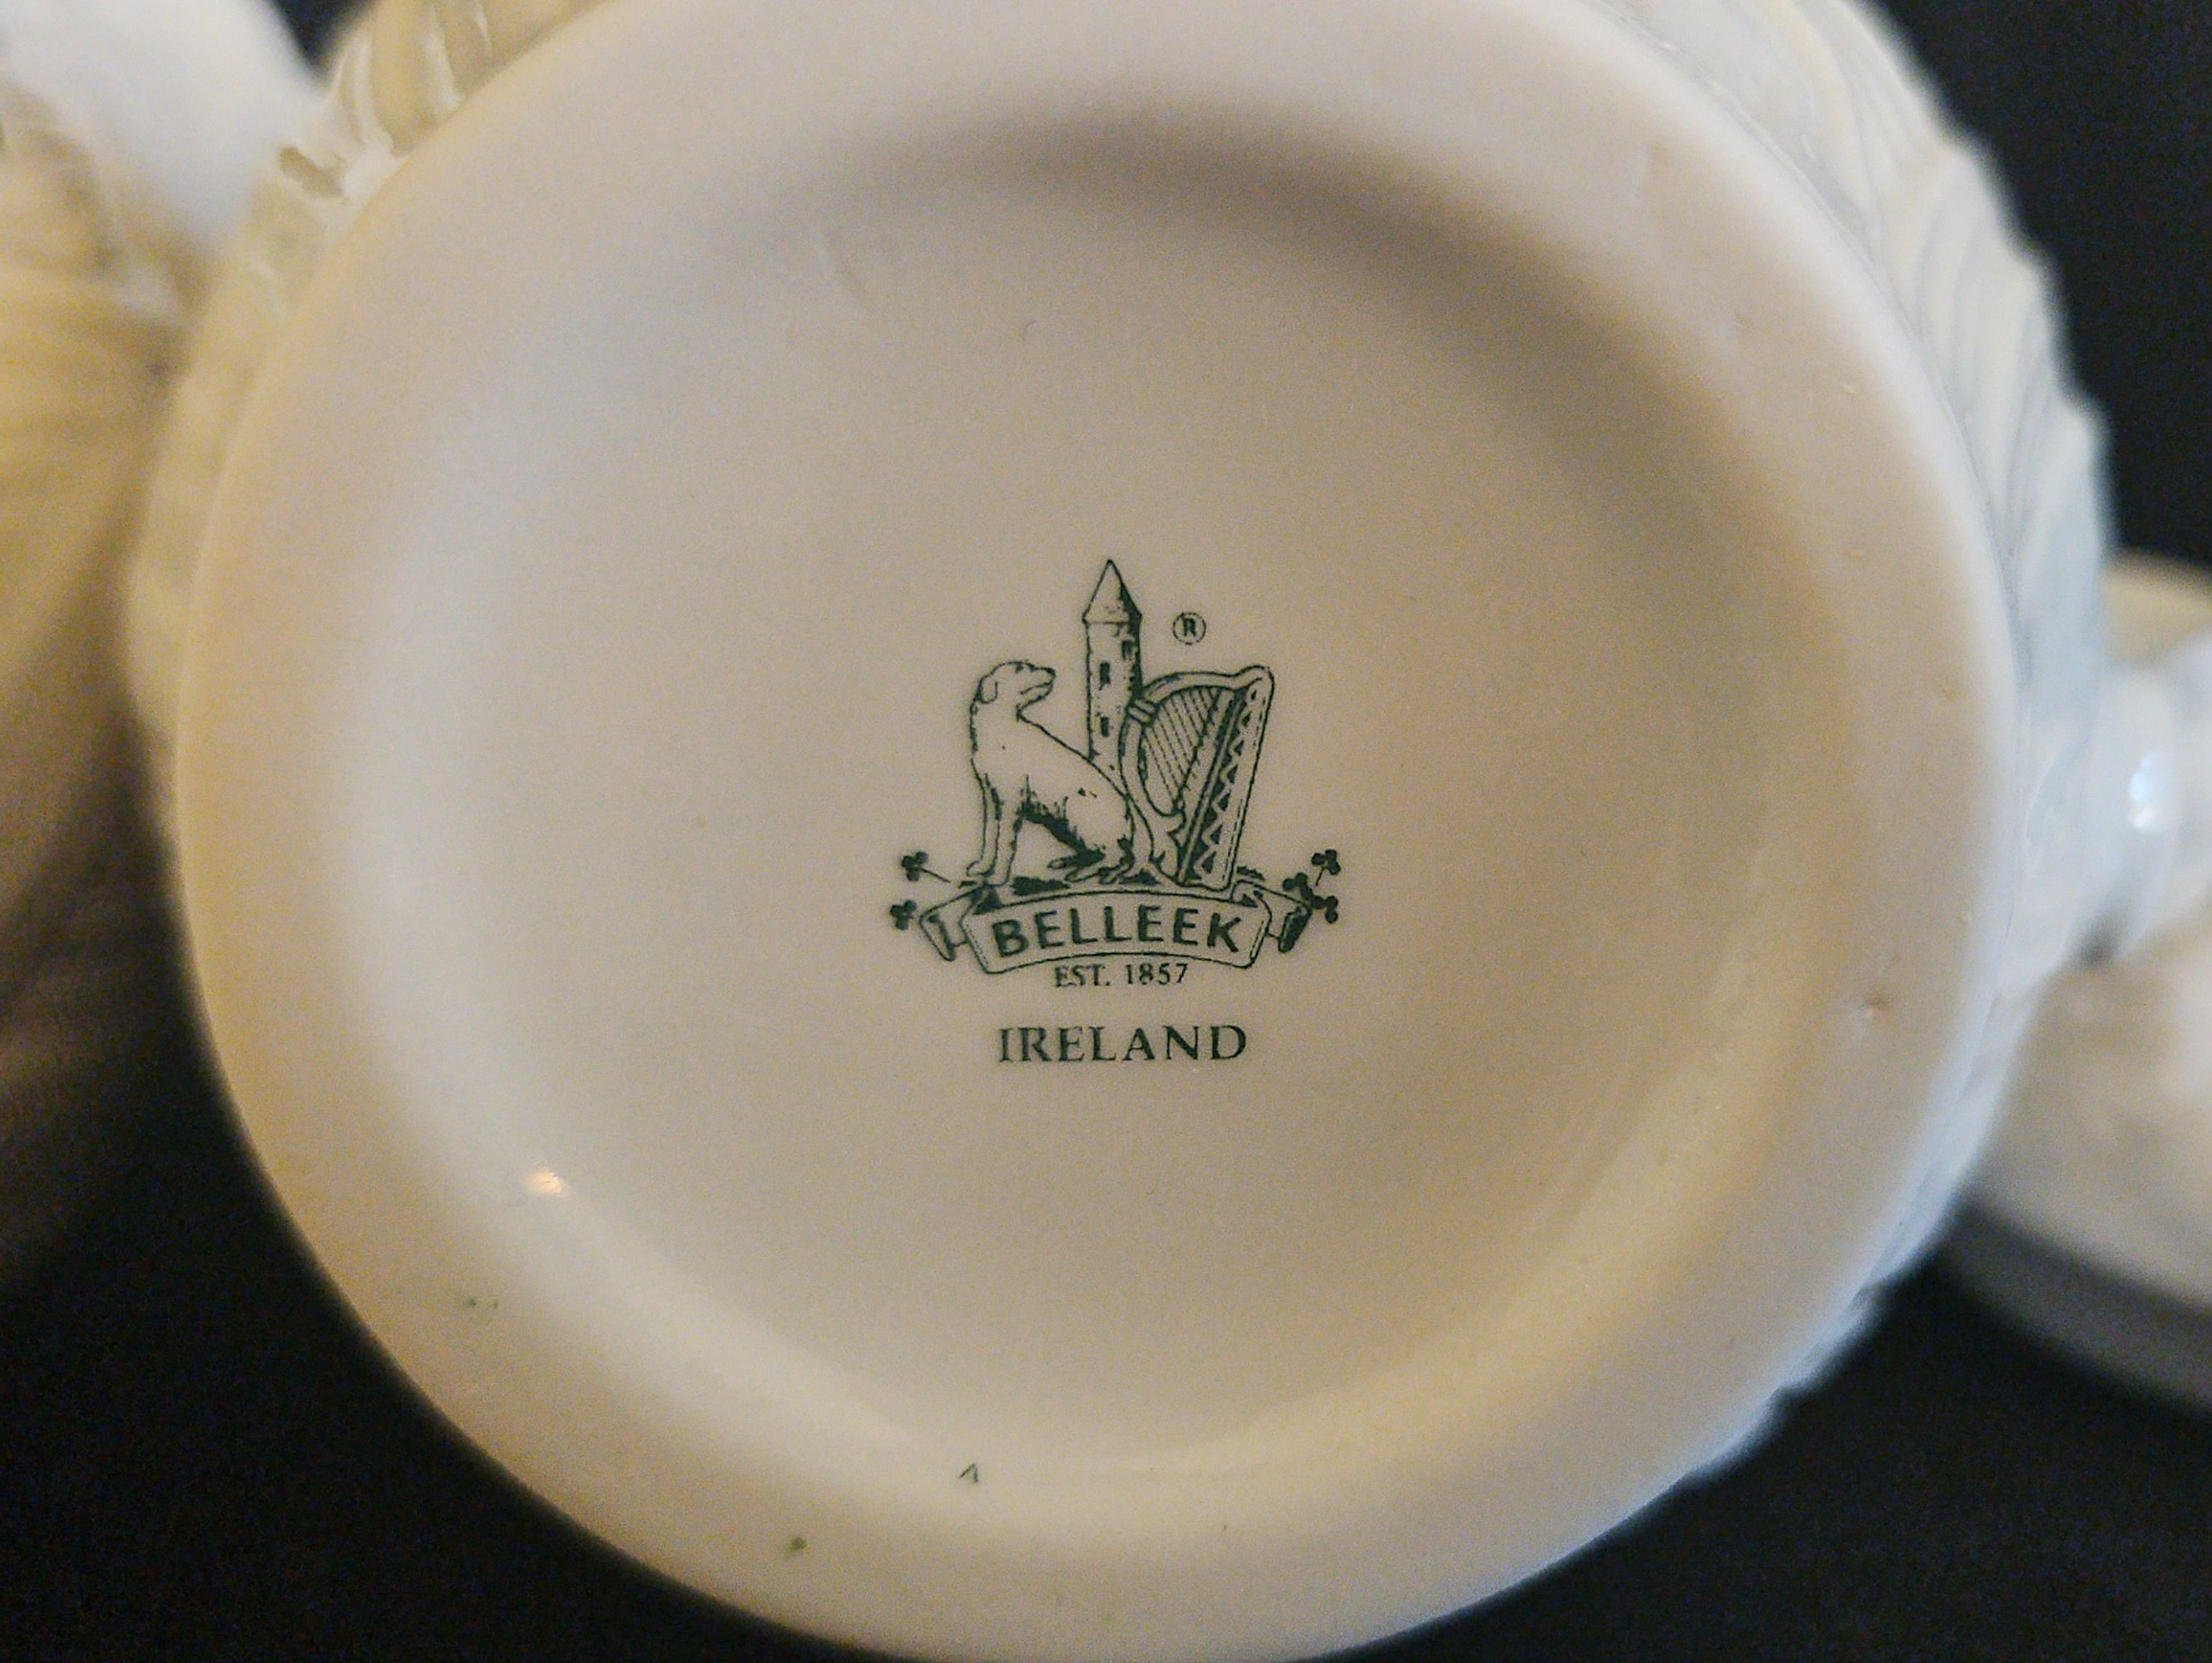 ®
BELLEEK
EST. 1857
IRELAND